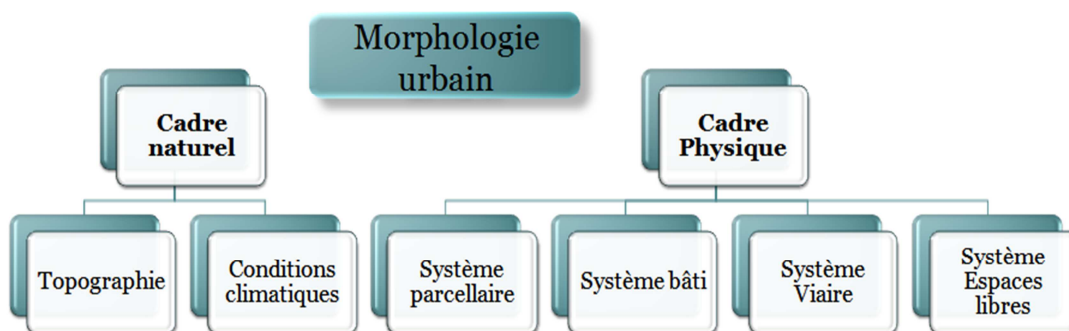 Morphologie
urbain
Cadre
naturel
Cadre
Physique
Topographie
Conditions
climatiques
Système
parcellaire
Système bâti
Système
Viaire
Système
Espaces
libres